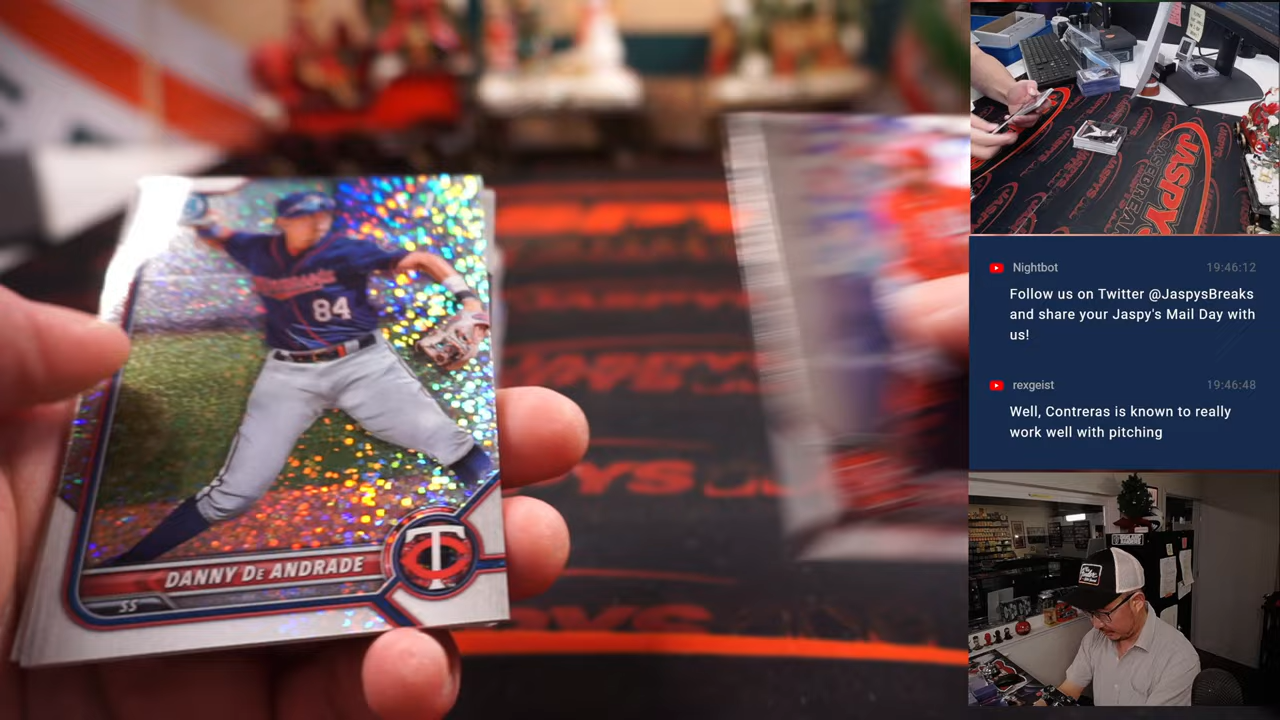 84
DANNY DE ANDRADE
SS
TC
JASPYS
Nightbot
19:46:12
Follow us on Twitter @JaspysBreaks
and share your Jaspy's Mail Day with
us!
rexgeist
19:46:48
Well, Contreras is known to really
work well with pitching